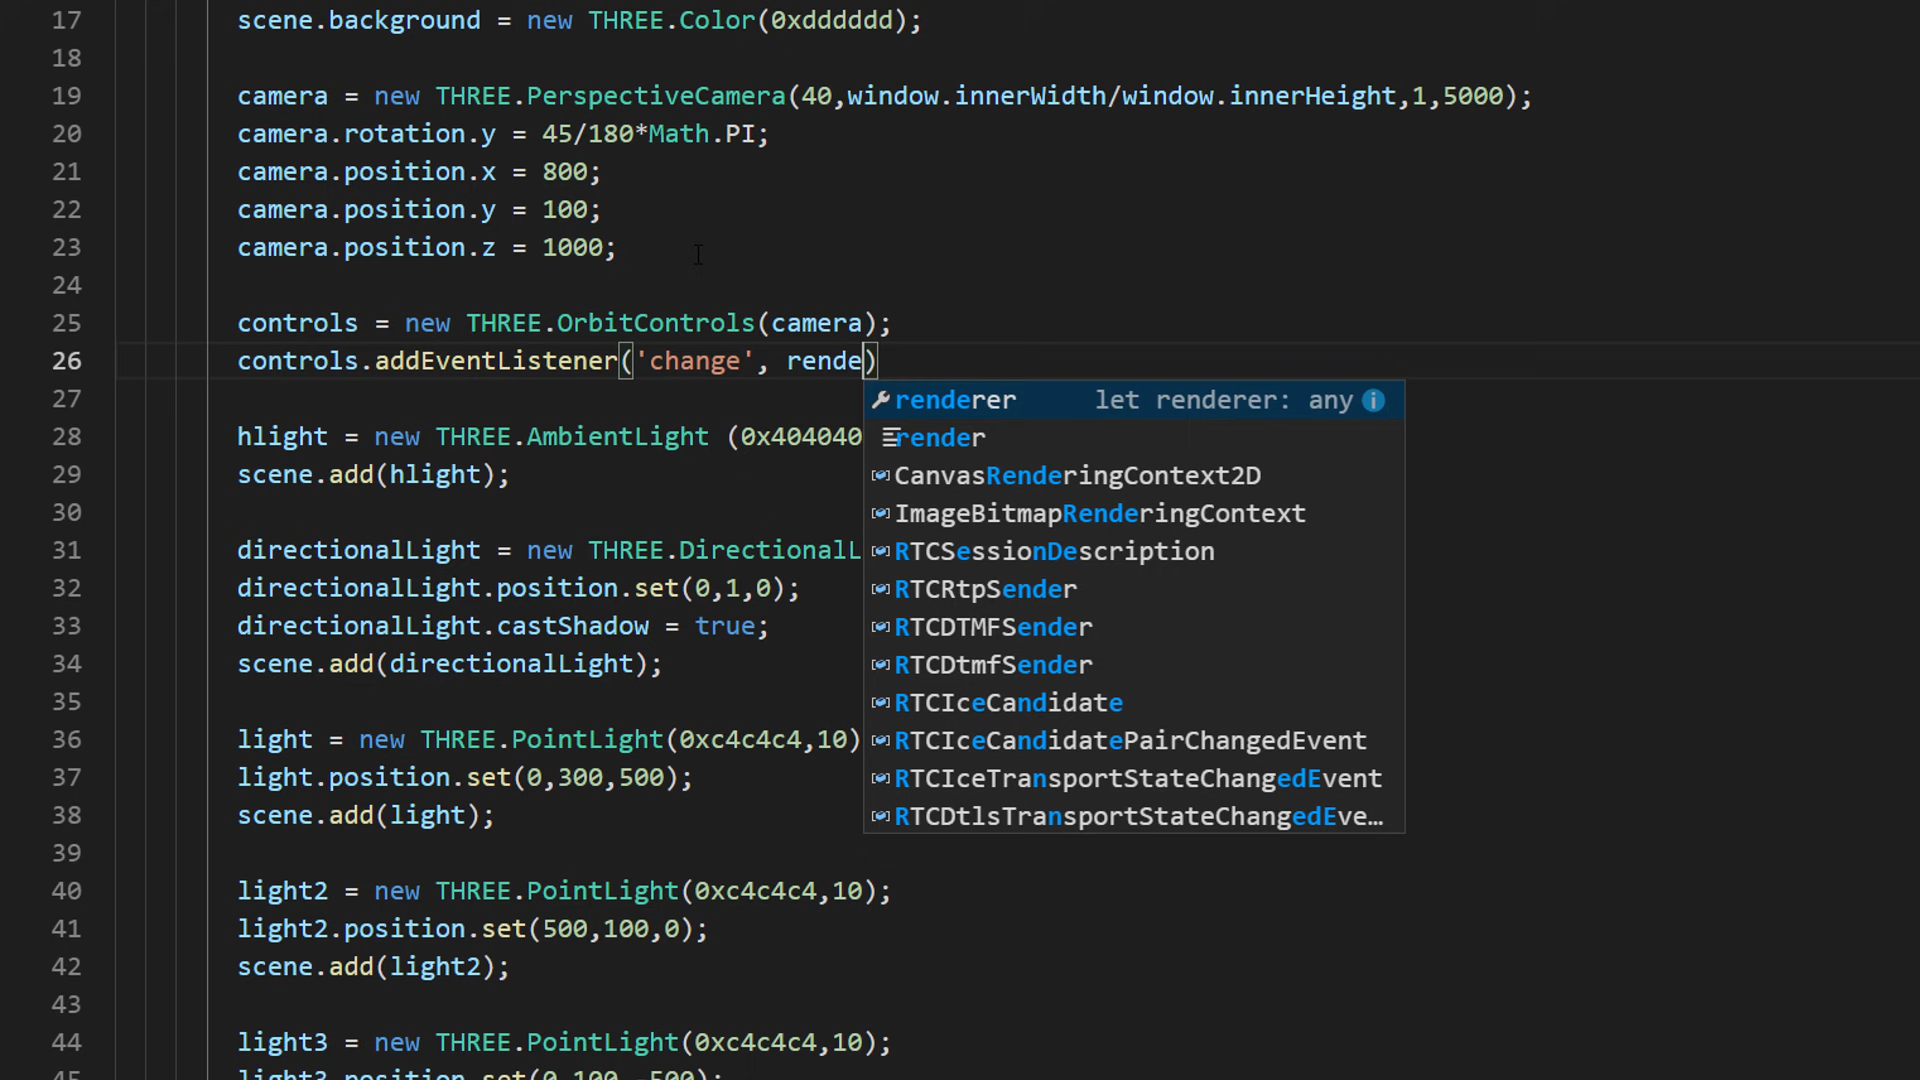 17 scene.background = new THREE.Color(0xdddddd);
18
19 camera = new THREE.PerspectiveCamera(40,window.innerWidth/window.innerHeight,1,5000);
20 camera.rotation.y = 45/180*Math.PI;
21 camera.position.x = 800;
22 camera.position.y = 100;
23 camera.position.z = 1000;
24
25 controls = new THREE.OrbitControls(camera);
26 controls.addEventListener('change', rende)
27 renderer let renderer: any
28 hlight = new THREE.AmbientLight (0x404040 render
29 scene.add(hlight); CanvasRenderingContext2D
30 ImageBitmapRenderingContext
31 directionalLight = new THREE.DirectionalL RTCSessionDescription
32 directionalLight.position.set(0,1,0); RTCRtpSender
33 directionalLight.castShadow = true; RTCDTMFSender
34 scene.add(directionalLight); RTCDtmfSender
35 RTCIceCandidate
36 light = new THREE.PointLight(0xc4c4c4,10) RTCIceCandidatePairChangedEvent
37 light.position.set(0,300,500); RTCIceTransportStateChangedEvent
38 scene.add(light); RTCDtlsTransportStateChangedEve…
39
40 light2 = new THREE.PointLight(0xc4c4c4,10);
41 light2.position.set(500,100,0);
42 scene.add(light2);
43
44 light3 = new THREE.PointLight(0xc4c4c4,10);
45 light3.position.set(0,100,-500);